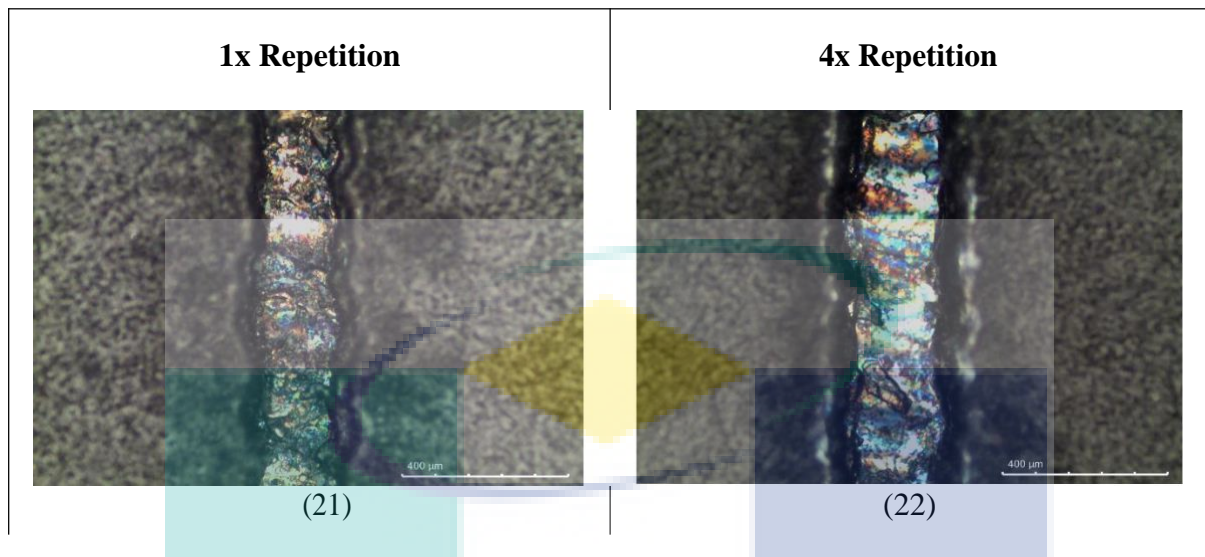 1x Repetition
4x Repetition
400 μm
400 μm
(21)
(22)